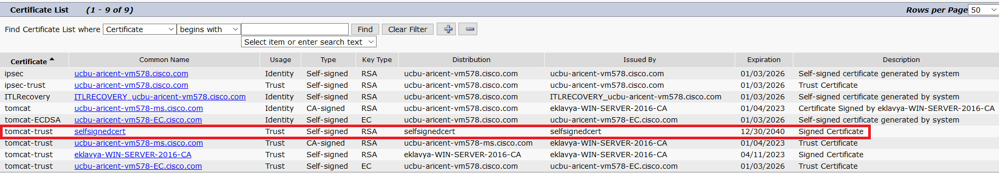 Certificate List (1 - 9 of 9) Rows per Page 50
Find Certificate List where Certificate begins with Find Clear Filter
Select item or enter search text
Certificate Common Name Usage Type Key Type Distribution Issued By Expiration Description
ipsec ucbu-aricent-vm578.cisco.com Identity Self-signed RSA ucbu-aricent-vm578.cisco.com ucbu-aricent-vm578.cisco.com 01/03/2026 Self-signed certificate generated by system
ipsec-trust ucbu-aricent-vm578.cisco.com Trust Self-signed RSA ucbu-aricent-vm578.cisco.com ucbu-aricent-vm578.cisco.com 01/03/2026 Trust Certificate
ITLRecovery ITLRECOVERY_ucbu-aricent-vm578.cisco.com Identity Self-signed RSA ucbu-aricent-vm578.cisco.com ITLRECOVERY_ucbu-aricent-vm578.cisco.com 01/03/2026 Self-signed certificate generated by system
tomcat ucbu-aricent-vm578-ms.cisco.com Identity CA-signed RSA ucbu-aricent-vm578.cisco.com eklavya-WIN-SERVER-2016-CA 01/04/2023 Certificate Signed by eklavya-WIN-SERVER-2016-CA
tomcat-ECDSA ucbu-aricent-vm578-EC.cisco.com Identity Self-signed EC ucbu-aricent-vm578.cisco.com ucbu-aricent-vm578-EC.cisco.com 01/03/2026 Self-signed certificate generated by system
tomcat-trust selfsignedcert Trust Self-signed RSA selfsignedcert selfsignedcert 12/30/2040 Signed Certificate
tomcat-trust ucbu-aricent-vm578-ms.cisco.com Trust CA-signed RSA ucbu-aricent-vm578-ms.cisco.com eklavya-WIN-SERVER-2016-CA 01/04/2023 Trust Certificate
tomcat-trust eklavya-WIN-SERVER-2016-CA Trust Self-signed RSA eklavya-WIN-SERVER-2016-CA eklavya-WIN-SERVER-2016-CA 04/11/2023 Signed Certificate
tomcat-trust ucbu-aricent-vm578-EC.cisco.com Trust Self-signed EC ucbu-aricent-vm578.cisco.com ucbu-aricent-vm578-EC.cisco.com 01/03/2026 Trust Certificate